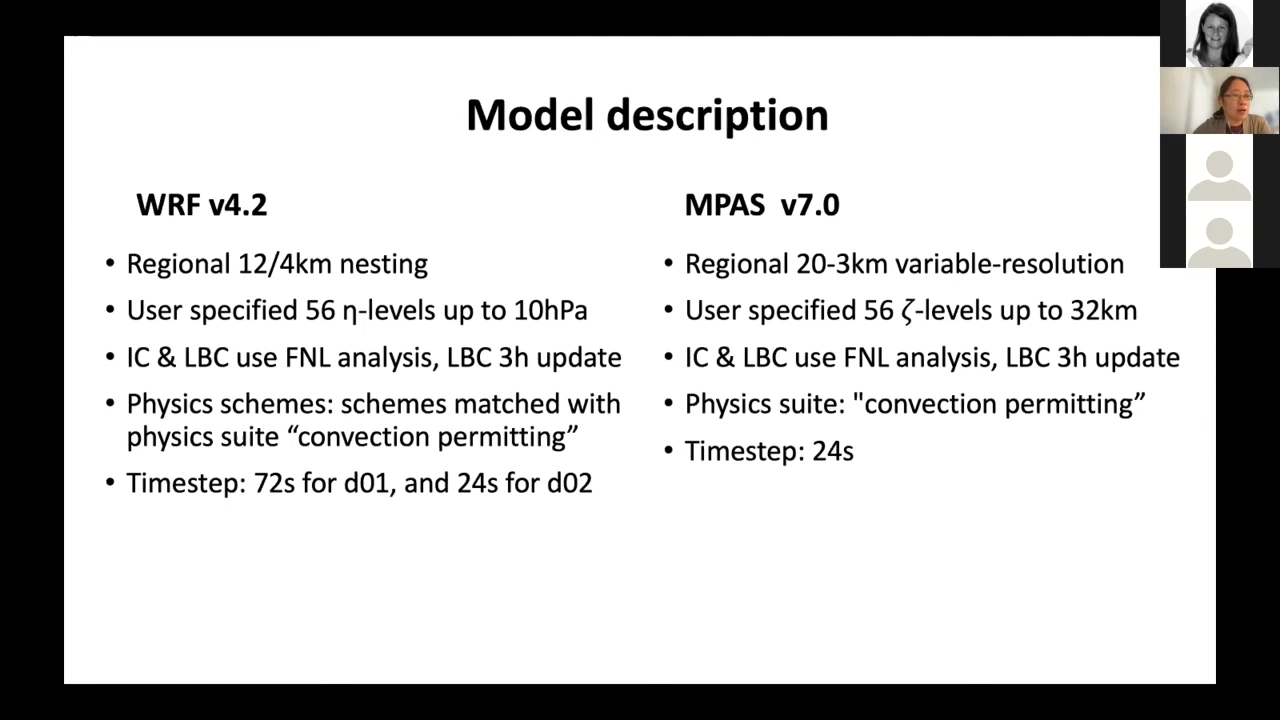 Model description
WRF v4.2
• Regional 12/4km nesting
• User specified 56 η-levels up to 10hPa
• IC & LBC use FNL analysis, LBC 3h update
• Physics schemes: schemes matched with
physics suite “convection permitting”
• Timestep: 72s for d01, and 24s for d02
MPAS v7.0
• Regional 20-3km variable-resolution
• User specified 56 ζ-levels up to 32km
• IC & LBC use FNL analysis, LBC 3h update
• Physics suite: "convection permitting”
• Timestep: 24s